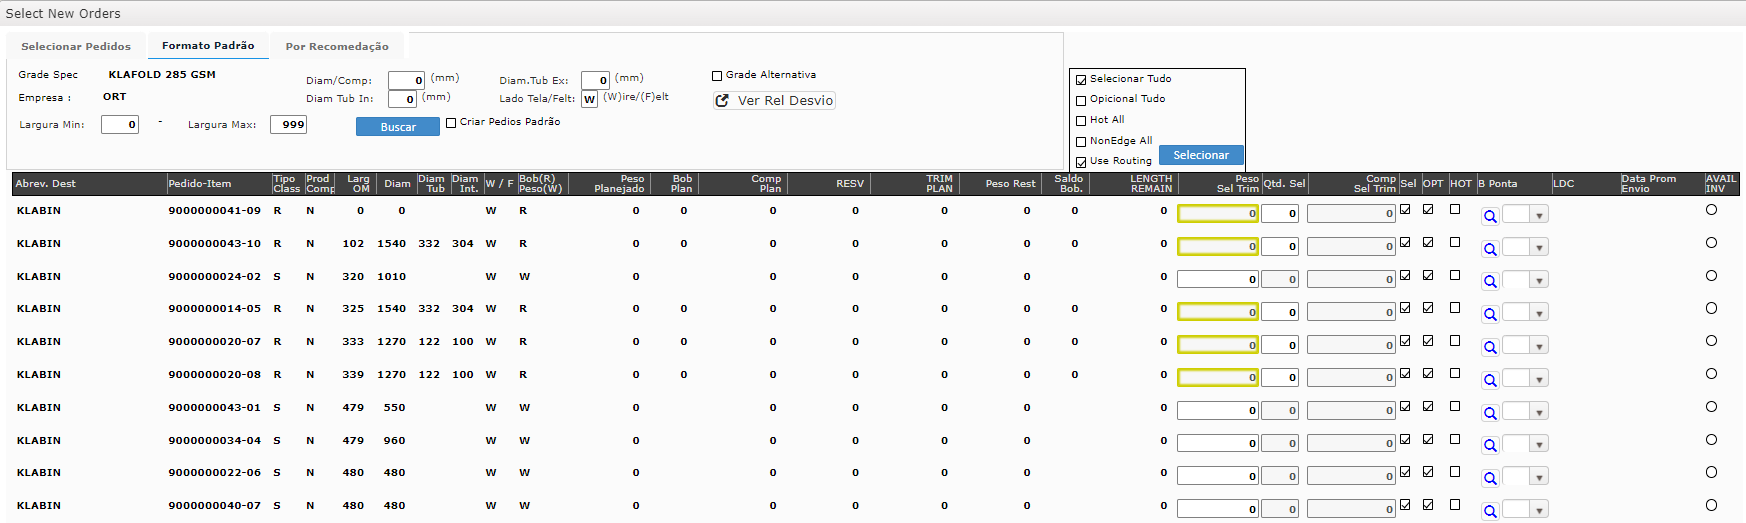 Select New Orders
Selecionar Pedidos Formato Padrão Por Recomedação
Grade Spec KLAFOLD 285 GSM Diam/Comp: 0 (mm) Diam.Tub Ex: 0 (mm) Grade Alternativa
Empresa : ORT Diam Tub In: 0 (mm) Lado Tela/Felt: W (W)ire/(F)elt Ver Rel Desvio
Largura Min: 0 - Largura Max: 999 Buscar Criar Pedios Padrão
Selecionar Tudo
Opicional Tudo
Hot All
NonEdge All
Use Routing Selecionar
Abrev. Dest Pedido-Item Tipo Class Prod Comp Larg OM Diam Diam Tub Diam Int. W / F Bob(R) Peso(W) Peso Planejado Bob Plan Comp Plan RESV TRIM PLAN Peso Rest Saldo Bob. LENGTH REMAIN Peso Sel Trim Qtd. Sel Comp Sel Trim Sel OPT HOT B Ponta LDC Data Prom Envio AVAIL INV
KLABIN 9000000041-09 R N 0 0 W R 0 0 0 0 0 0 0 0 0 0 0
KLABIN 9000000043-10 R N 102 1540 332 304 W R 0 0 0 0 0 0 0 0 0 0 0
KLABIN 9000000024-02 S N 320 1010 W W 0 0 0 0 0 0 0 0 0
KLABIN 9000000014-05 R N 325 1540 332 304 W R 0 0 0 0 0 0 0 0 0 0 0
KLABIN 9000000020-07 R N 333 1270 122 100 W R 0 0 0 0 0 0 0 0 0 0 0
KLABIN 9000000020-08 R N 339 1270 122 100 W R 0 0 0 0 0 0 0 0 0 0 0
KLABIN 9000000043-01 S N 479 550 W W 0 0 0 0 0 0 0 0 0
KLABIN 9000000034-04 S N 479 960 W W 0 0 0 0 0 0 0 0 0
KLABIN 9000000022-06 S N 480 480 W W 0 0 0 0 0 0 0 0 0
KLABIN 9000000040-07 S N 480 480 W W 0 0 0 0 0 0 0 0 0